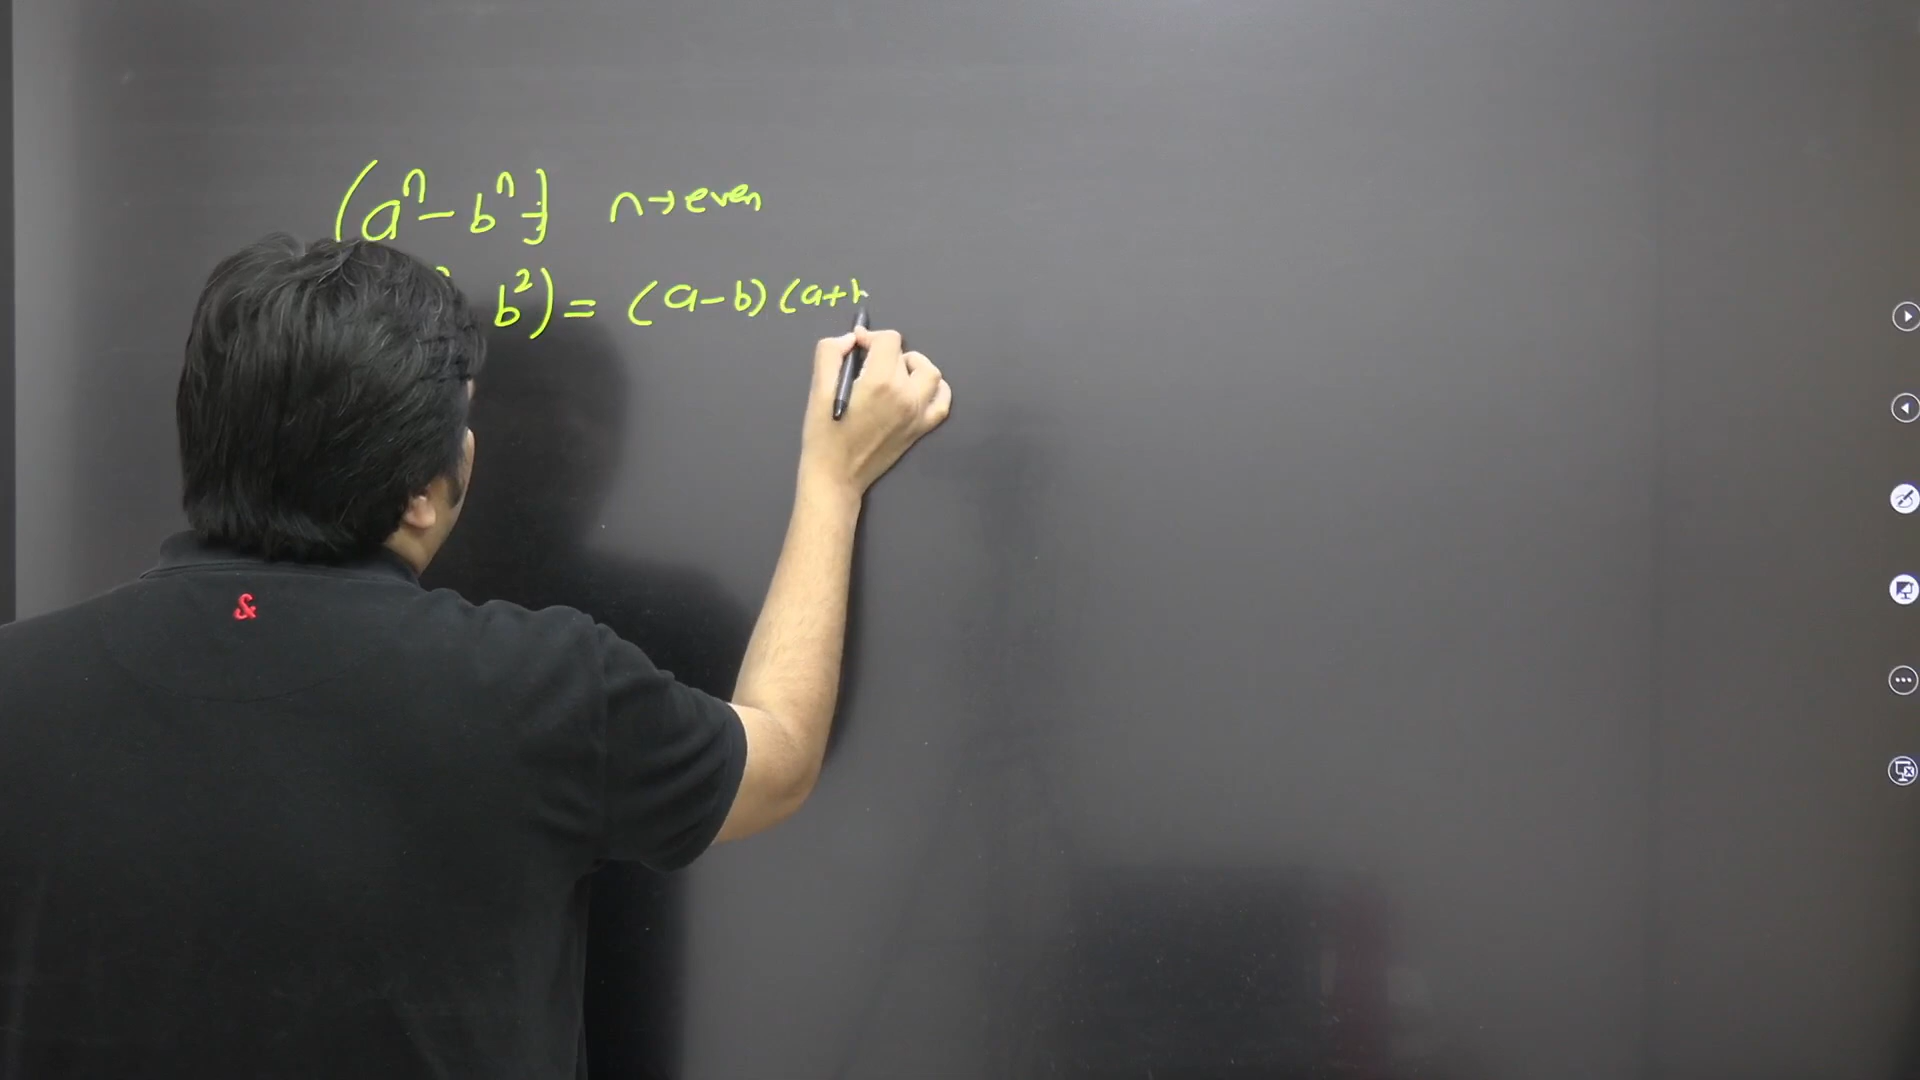 (aⁿ - bⁿ) n → even
b²) = (a-b) (a+
&